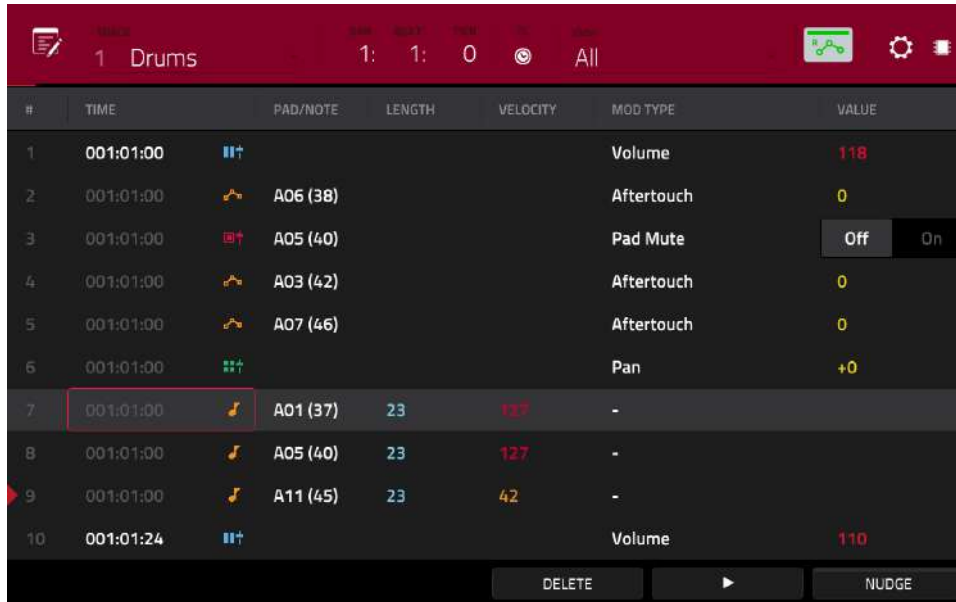 TRACK
1 Drums
1: 1: 0
All
# TIME PAD/NOTE LENGTH VELOCITY MOD TYPE VALUE
1 001:01:00 Volume 118
2 001:01:00 A06 (38) Aftertouch 0
3 001:01:00 A05 (40) Pad Mute Off On
4 001:01:00 A03 (42) Aftertouch 0
5 001:01:00 A07 (46) Aftertouch 0
6 001:01:00 Pan +0
7 001:01:00 A01 (37) 23 127 -
8 001:01:00 A05 (40) 23 127 -
9 001:01:00 A11 (45) 23 42 -
10 001:01:24 Volume 110
DELETE NUDGE